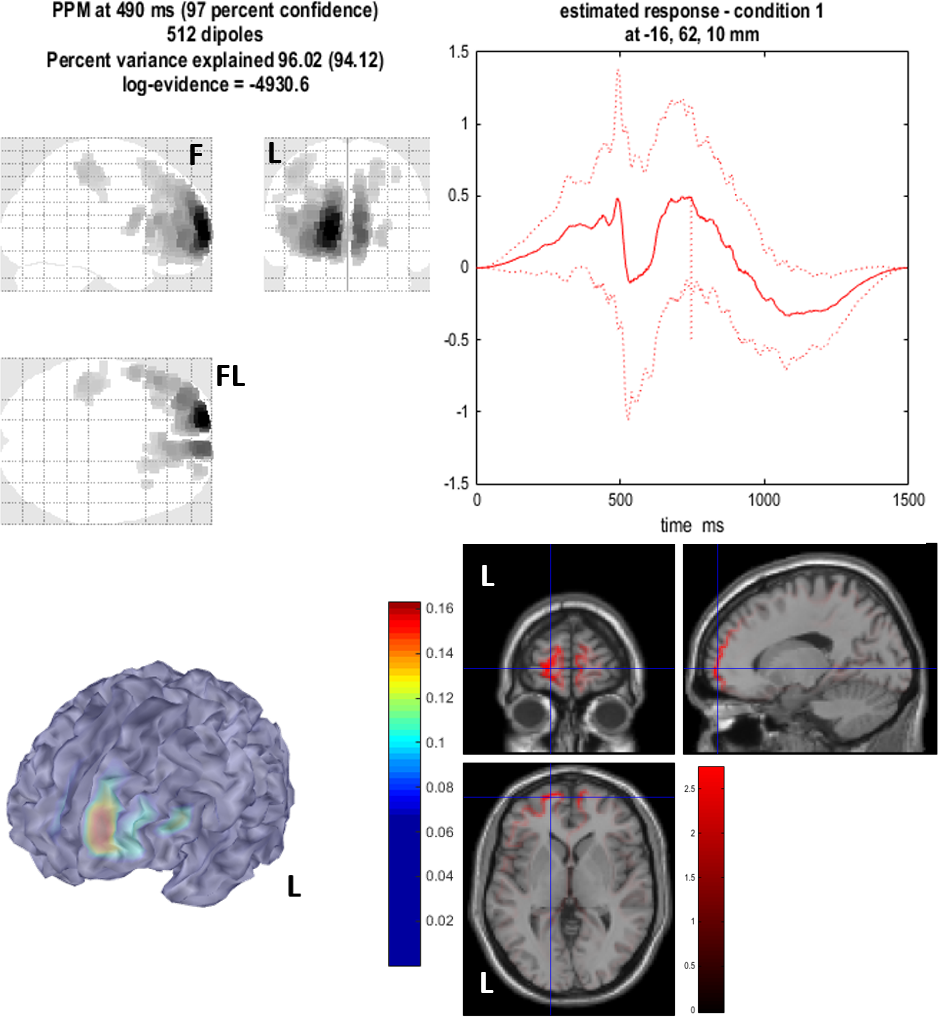 PPM at 490 ms (97 percent confidence)
512 dipoles
Percent variance explained 96.02 (94.12)
log-evidence = -4930.6
F
L
FL
estimated response - condition 1
at -16, 62, 10 mm
1.5
1
0.5
0
-0.5
-1
-1.5
0
500
1000
1500
time ms
L
0.16
0.14
0.12
0.1
0.08
0.06
0.04
0.02
L
L
2.5
2
1.5
1
0.5
0